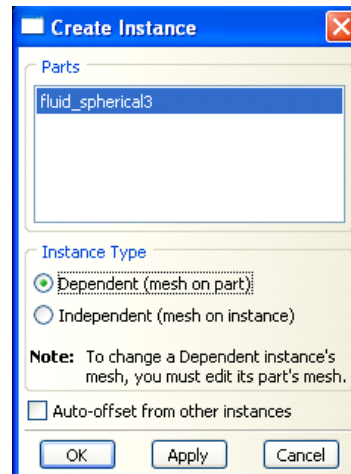 Create Instance
Parts
fluid_spherical3
Instance Type
Dependent (mesh on part)
Independent (mesh on instance)
Note: To change a Dependent instance's
mesh, you must edit its part's mesh.
Auto-offset from other instances
OK Apply Cancel